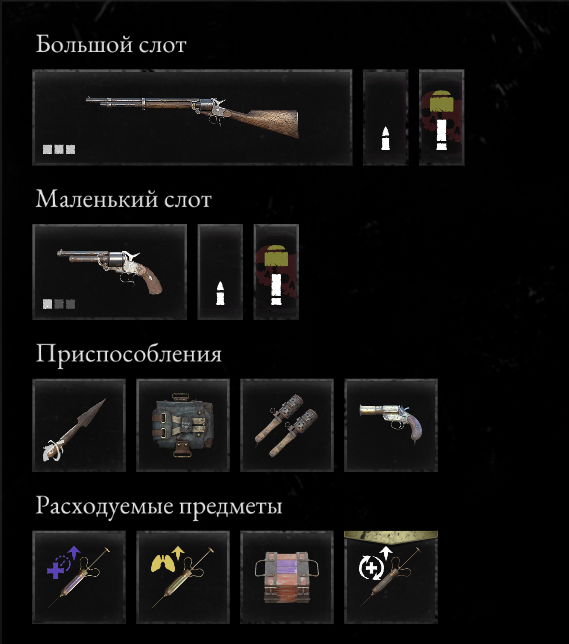 Большой слот
Маленький слот
Приспособления
Расходуемые предметы